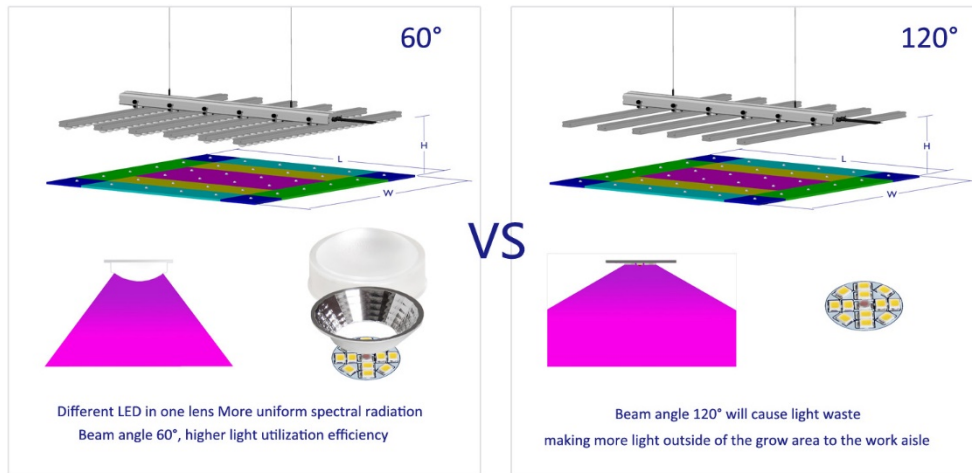 60°
H
L
W
Different LED in one lens More uniform spectral radiation
Beam angle 60°, higher light utilization efficiency
VS
120°
H
L
W
Beam angle 120° will cause light waste
making more light outside of the grow area to the work aisle